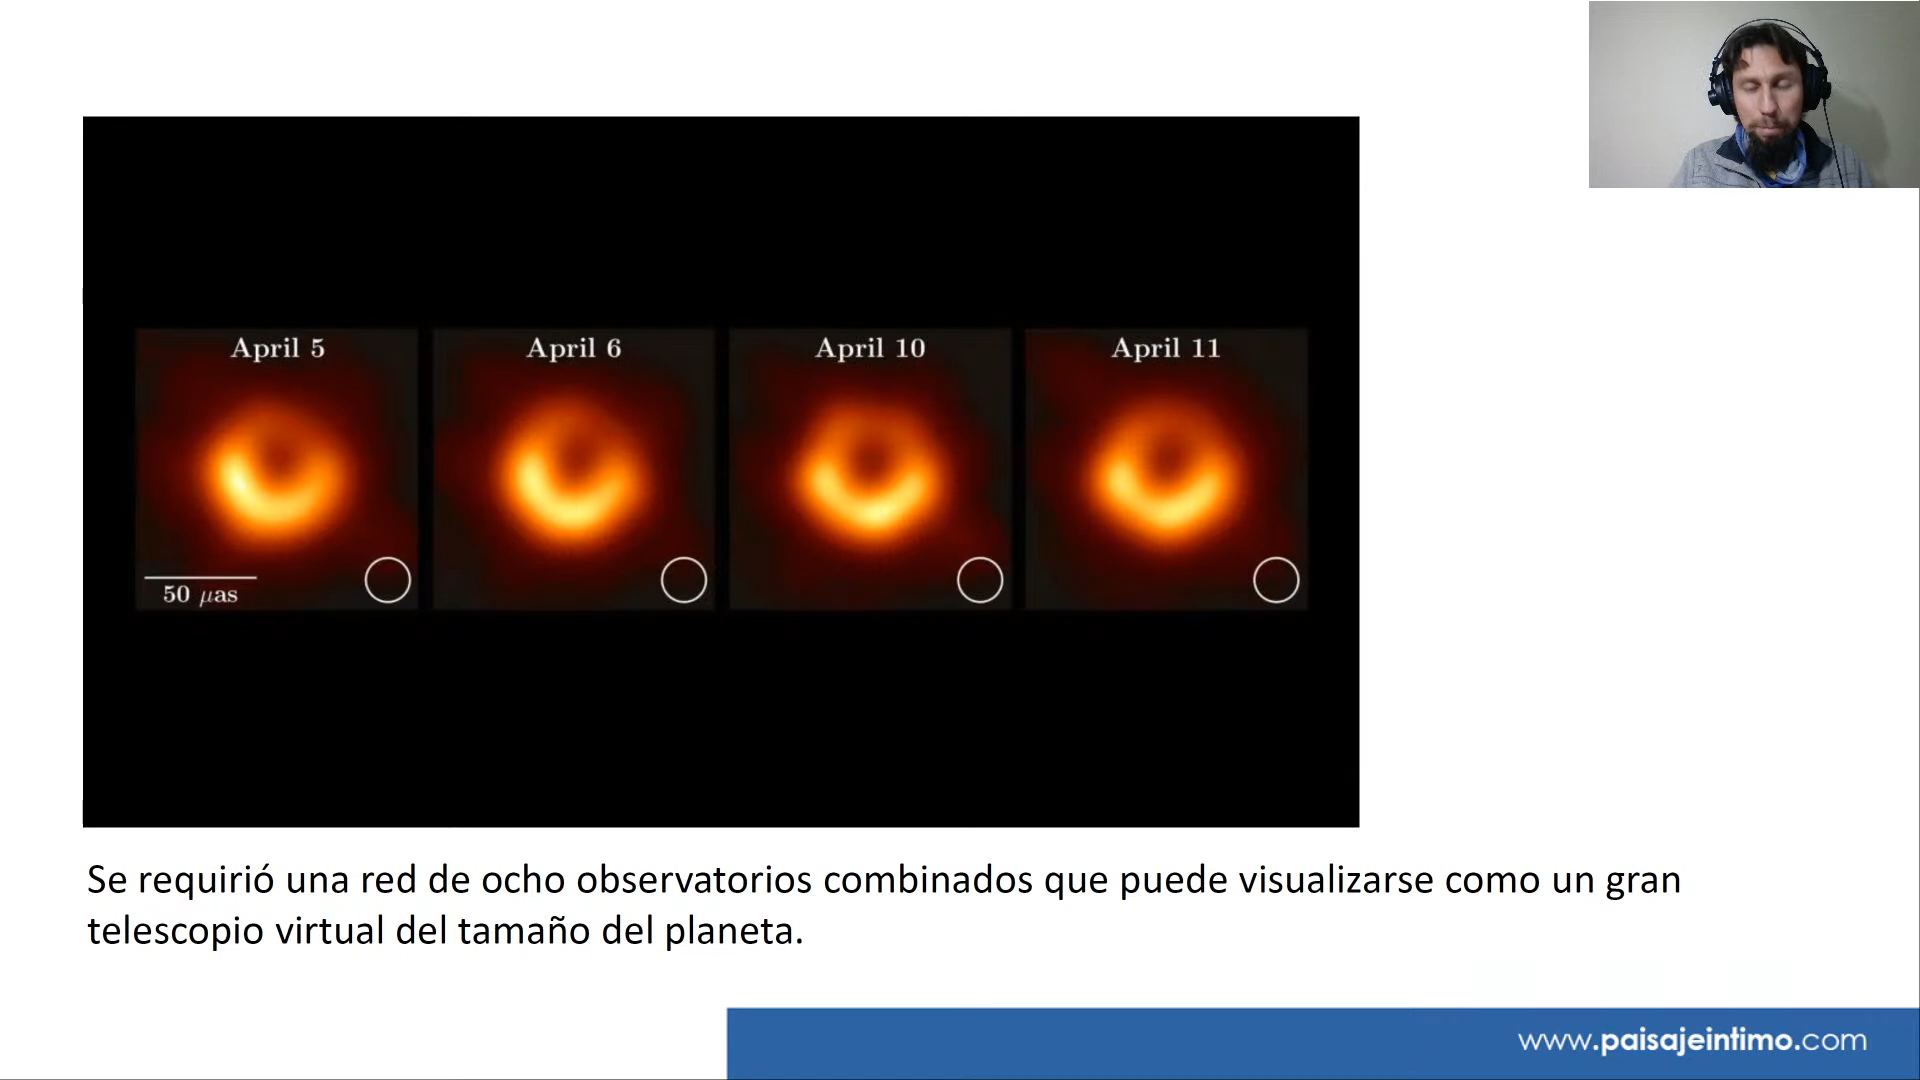 April 5
April 6
April 10
April 11
50 μas
Se requirió una red de ocho observatorios combinados que puede visualizarse como un gran
telescopio virtual del tamaño del planeta.
www.paisajeintimo.com